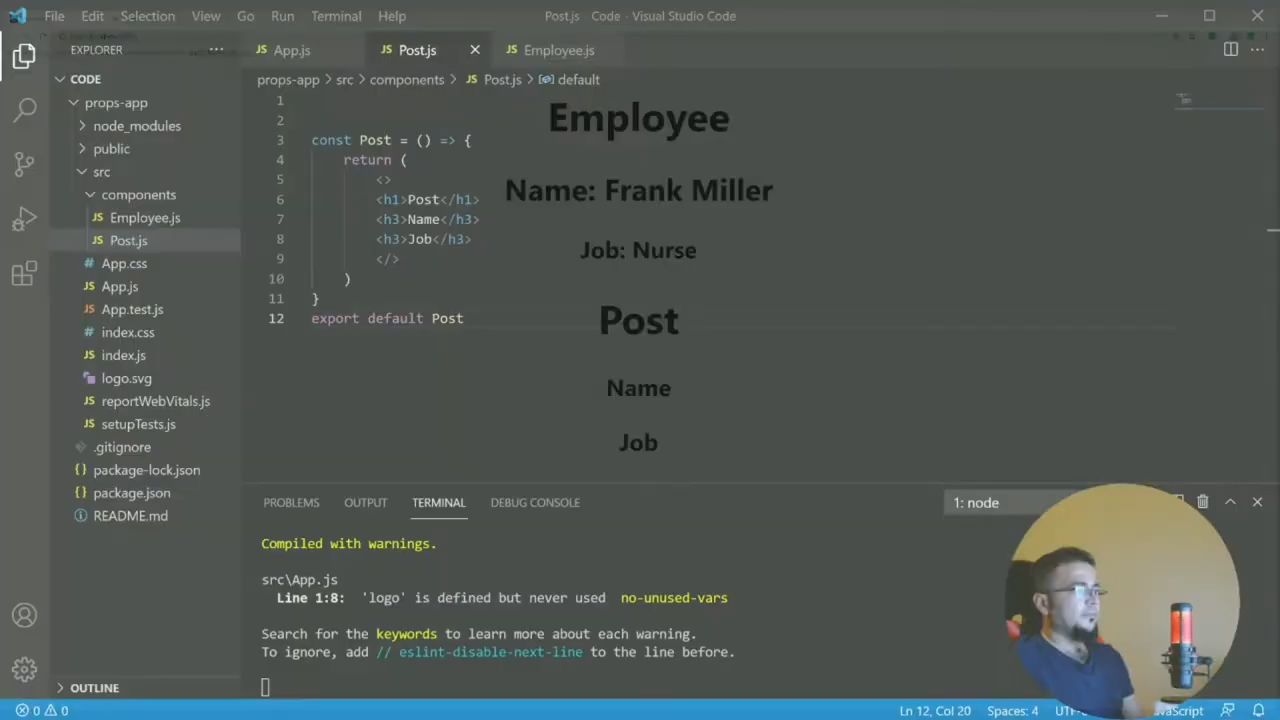 File Edit Selection View Go Run Terminal Help
Post.js - Code - Visual Studio Code
EXPLORER
JS App.js
JS Post.js
JS Employee.js
CODE
props-app > src > components > JS Post.js > default
props-app
node_modules
public
src
components
JS Employee.js
JS Post.js
# App.css
JS App.js
JS App.test.js
# index.css
JS index.js
logo.svg
JS reportWebVitals.js
JS setupTests.js
.gitignore
{} package-lock.json
{} package.json
README.md
OUTLINE
1
2
3 const Post = () => {
4 return (
5 <>
6 <h1>Post</h1>
7 <h3>Name</h3>
8 <h3>Job</h3>
9 </>
10 )
11 }
12 export default Post
Employee
Name: Frank Miller
Job: Nurse
Post
Name
Job
PROBLEMS OUTPUT TERMINAL DEBUG CONSOLE
1: node
Compiled with warnings.
src\App.js
Line 1:8: 'logo' is defined but never used no-unused-vars
Search for the keywords to learn more about each warning.
To ignore, add // eslint-disable-next-line to the line before.
0 0
Ln 12, Col 20 Spaces: 4